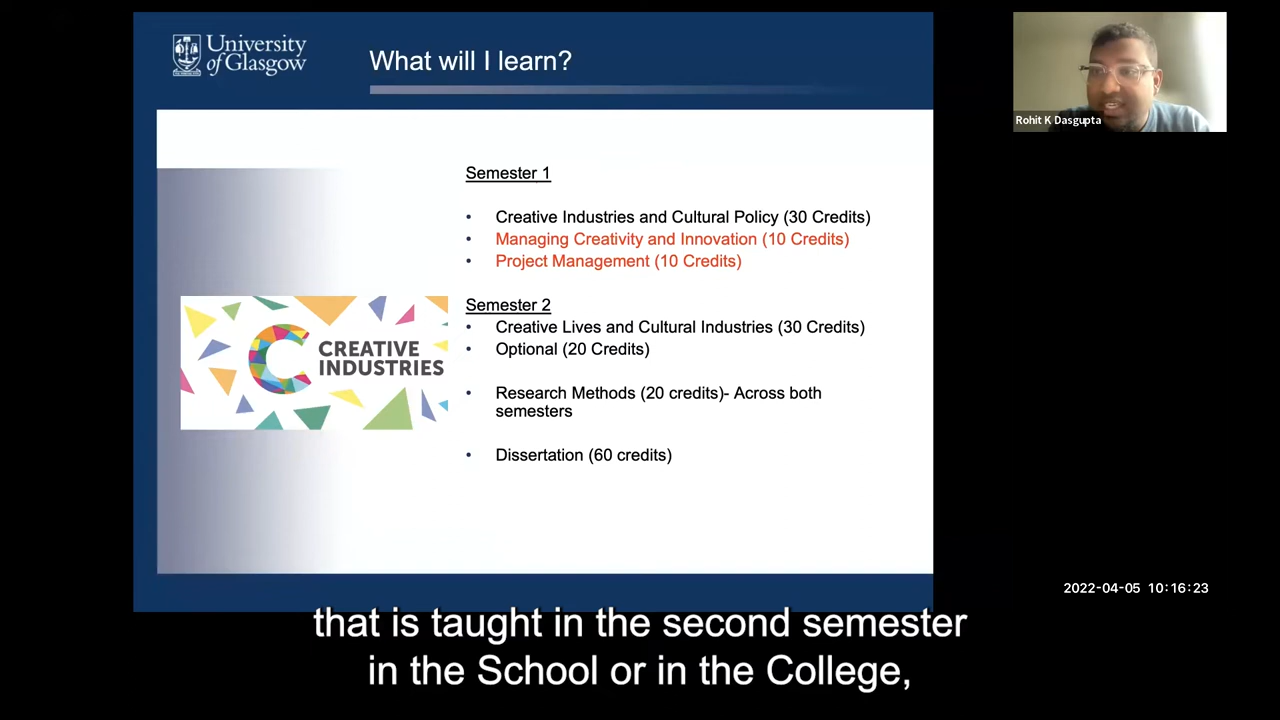 University
of Glasgow
What will I learn?
Rohit K Dasgupta
Semester 1
• Creative Industries and Cultural Policy (30 Credits)
• Managing Creativity and Innovation (10 Credits)
• Project Management (10 Credits)
Semester 2
• Creative Lives and Cultural Industries (30 Credits)
• Optional (20 Credits)
• Research Methods (20 credits)- Across both
semesters
• Dissertation (60 credits)
CREATIVE
INDUSTRIES
2022-04-05 10:16:23
that is taught in the second semester
in the School or in the College,